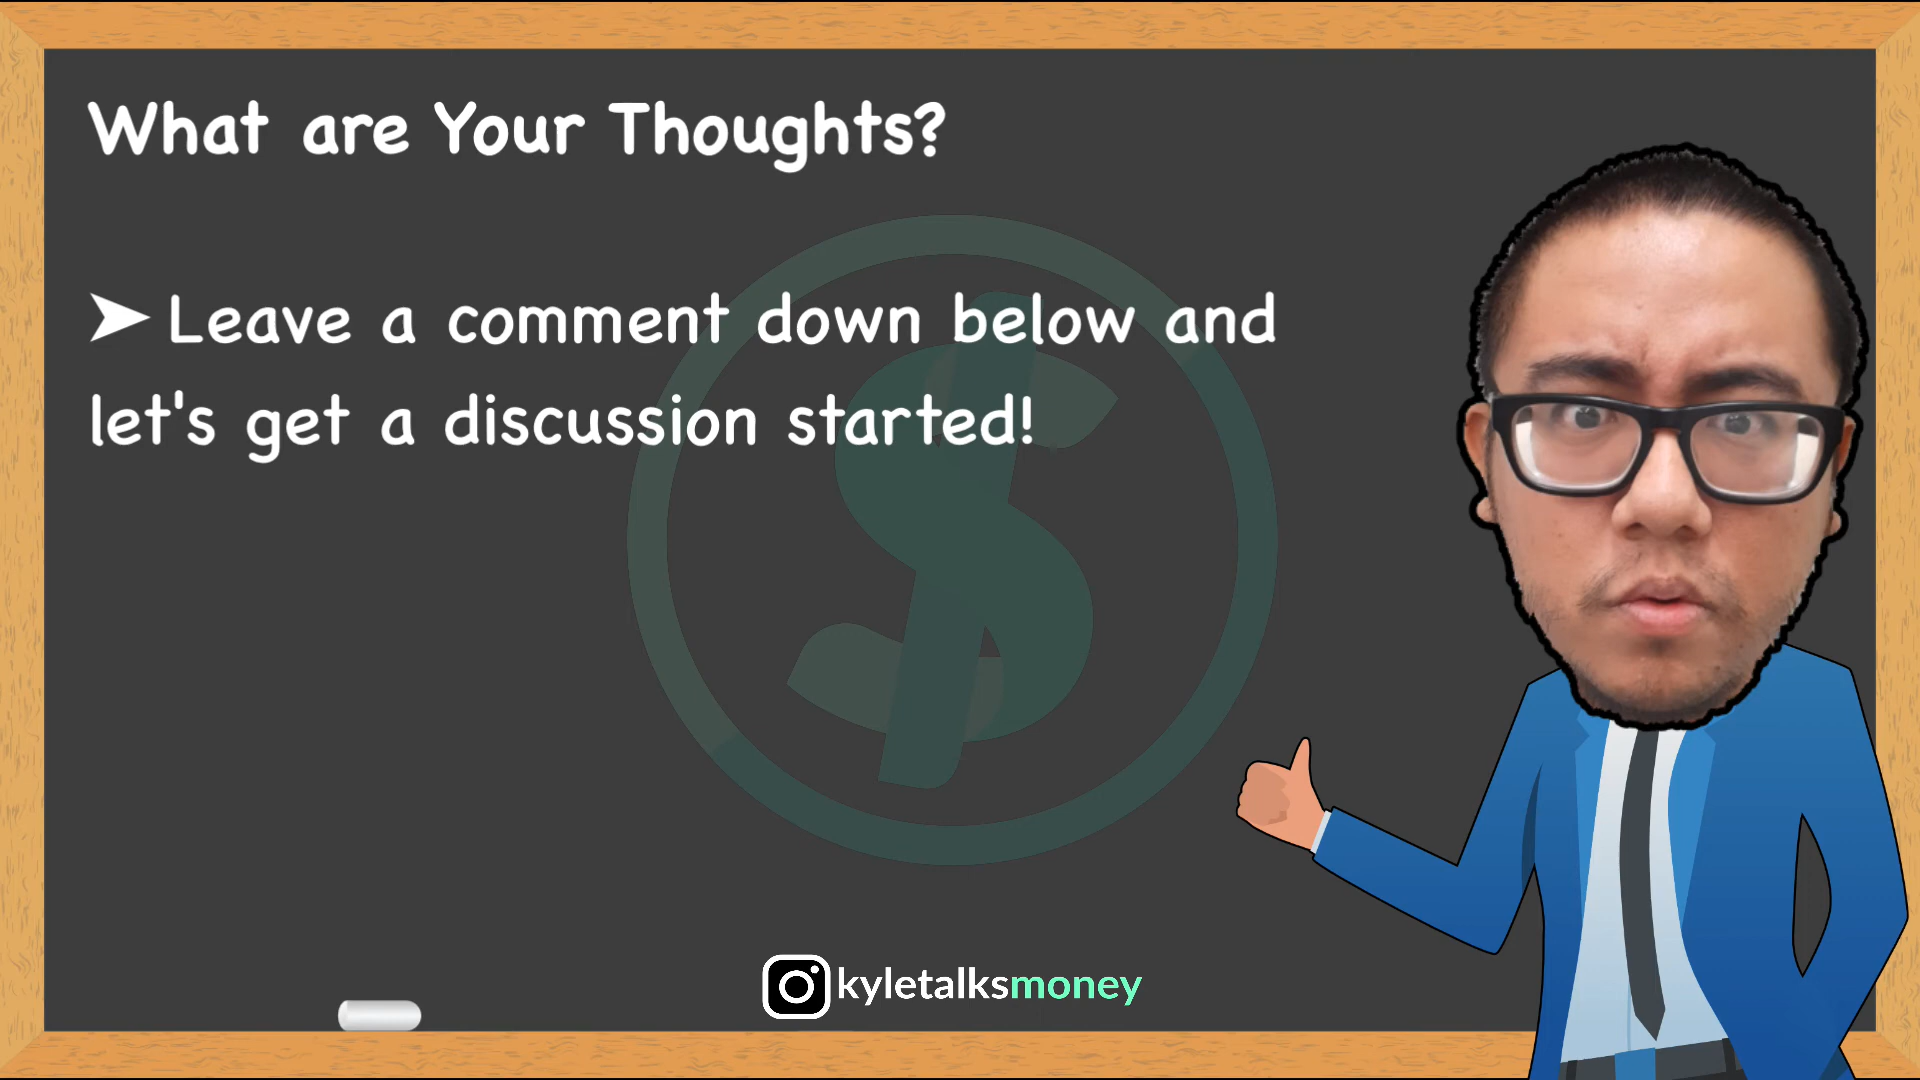 What are Your Thoughts?
➤ Leave a comment down below and
let's get a discussion started!
kyletalksmoney